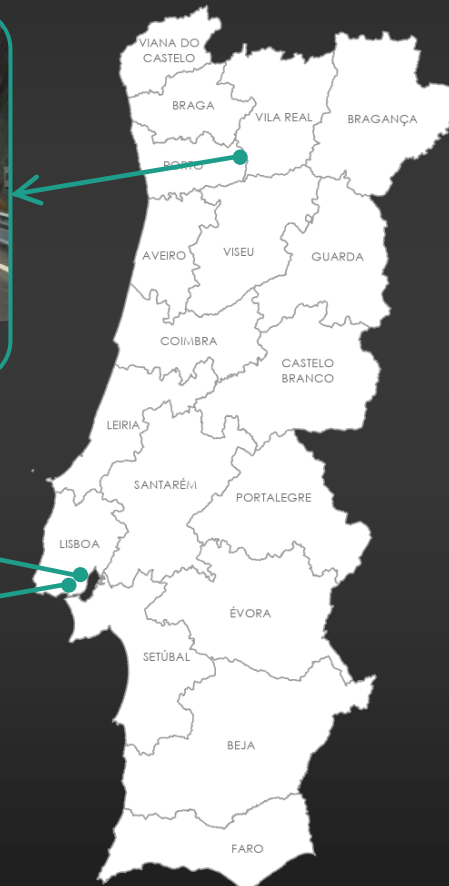 VIANA DO
CASTELO
BRAGA
VILA REAL
BRAGANÇA
PORTO
AVEIRO
VISEU
GUARDA
COIMBRA
CASTELO
BRANCO
LEIRIA
SANTARÉM
PORTALEGRE
LISBOA
ÉVORA
SETÚBAL
BEJA
FARO